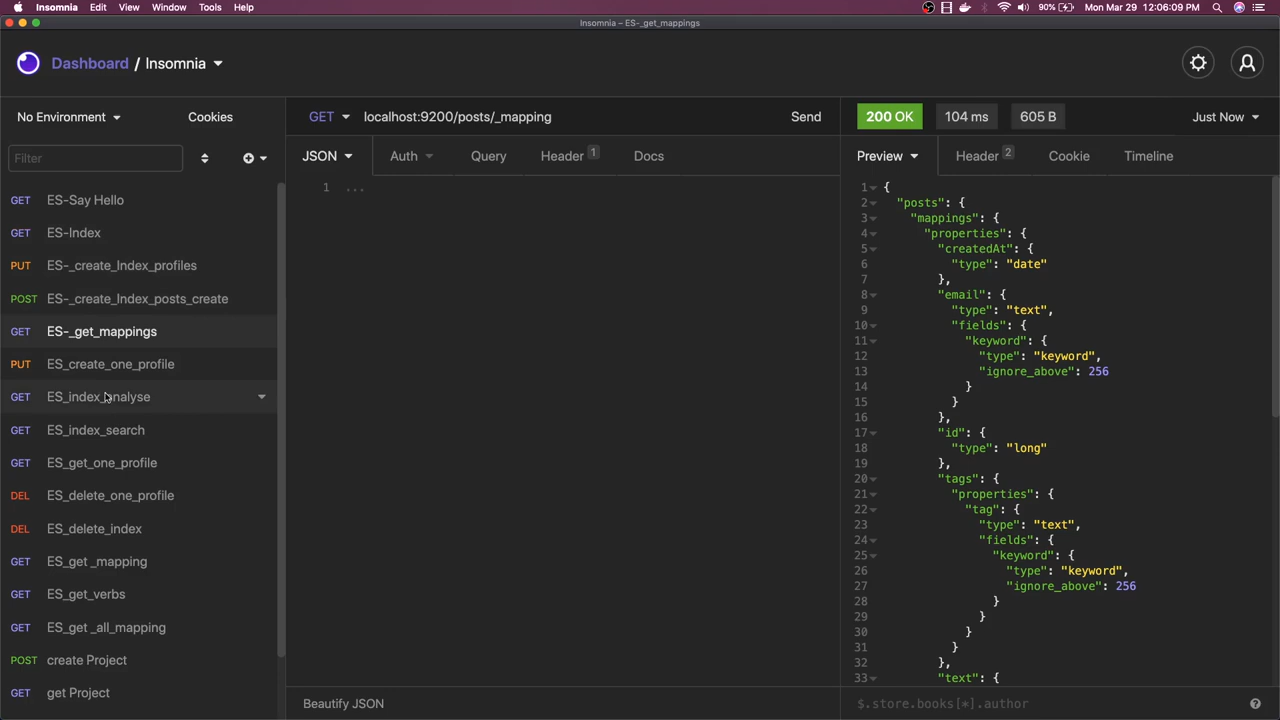 Insomnia Edit View Window Tools Help 90% Mon Mar 29 12:06:09 PM
Insomnia – ES-_get_mappings
Dashboard / Insomnia
No Environment Cookies
Filter
GET ES-Say Hello
GET ES-Index
PUT ES-_create_Index_profiles
POST ES-_create_Index_posts_create
GET ES-_get_mappings
PUT ES_create_one_profile
GET ES_index_analyse
GET ES_index_search
GET ES_get_one_profile
DEL ES_delete_one_profile
DEL ES_delete_index
GET ES_get _mapping
GET ES_get_verbs
GET ES_get _all_mapping
POST create Project
GET get Project
GET localhost:9200/posts/_mapping Send
JSON Auth Query Header 1 Docs
1 ...
Beautify JSON
200 OK 104 ms 605 B Just Now
Preview Header 2 Cookie Timeline
1 {
2 "posts": {
3 "mappings": {
4 "properties": {
5 "createdAt": {
6 "type": "date"
7 },
8 "email": {
9 "type": "text",
10 "fields": {
11 "keyword": {
12 "type": "keyword",
13 "ignore_above": 256
14 }
15 }
16 },
17 "id": {
18 "type": "long"
19 },
20 "tags": {
21 "properties": {
22 "tag": {
23 "type": "text",
24 "fields": {
25 "keyword": {
26 "type": "keyword",
27 "ignore_above": 256
28 }
29 }
30 }
31 }
32 },
33 "text": {
$.store.books[*].author